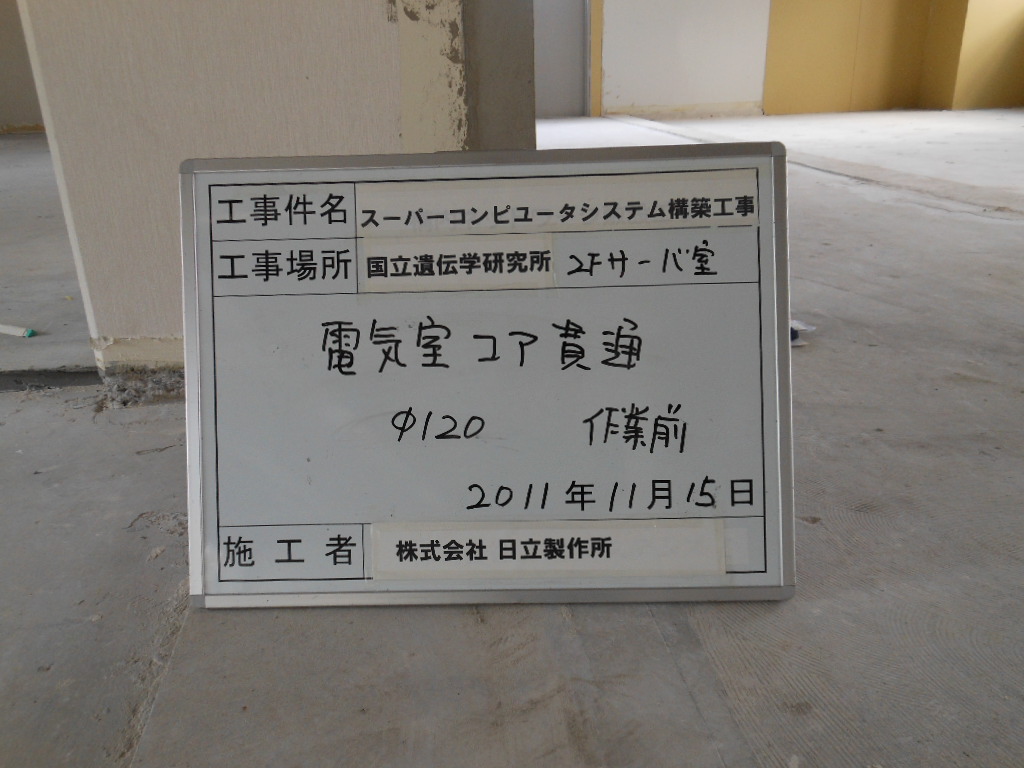 工事件名 スーパーコンピュータシステム構築工事
工事場所 国立遺伝学研究所 2Fサーバ室
電気室コア貫通
φ120 作業前
2011年11月15日
施工者 株式会社 日立製作所